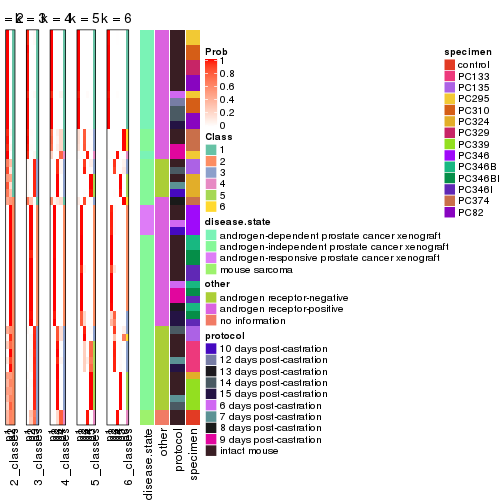 = 2 k = 3 k = 4 k = 5 k = 6
Prob
1
0.8
0.6
0.4
0.2
0
Class
1
2
3
4
5
6
disease.state
androgen-dependent prostate cancer xenograft
androgen-independent prostate cancer xenograft
androgen-responsive prostate cancer xenograft
mouse sarcoma
other
androgen receptor-negative
androgen receptor-positive
no information
protocol
10 days post-castration
12 days post-castration
13 days post-castration
14 days post-castration
15 days post-castration
6 days post-castration
7 days post-castration
8 days post-castration
9 days post-castration
intact mouse
specimen
control
PC133
PC135
PC295
PC310
PC324
PC329
PC339
PC346
PC346B
PC346BI
PC346I
PC374
PC82
2_classes
3_classes
4_classes
5_classes
6_classes
disease.state
other
protocol
specimen